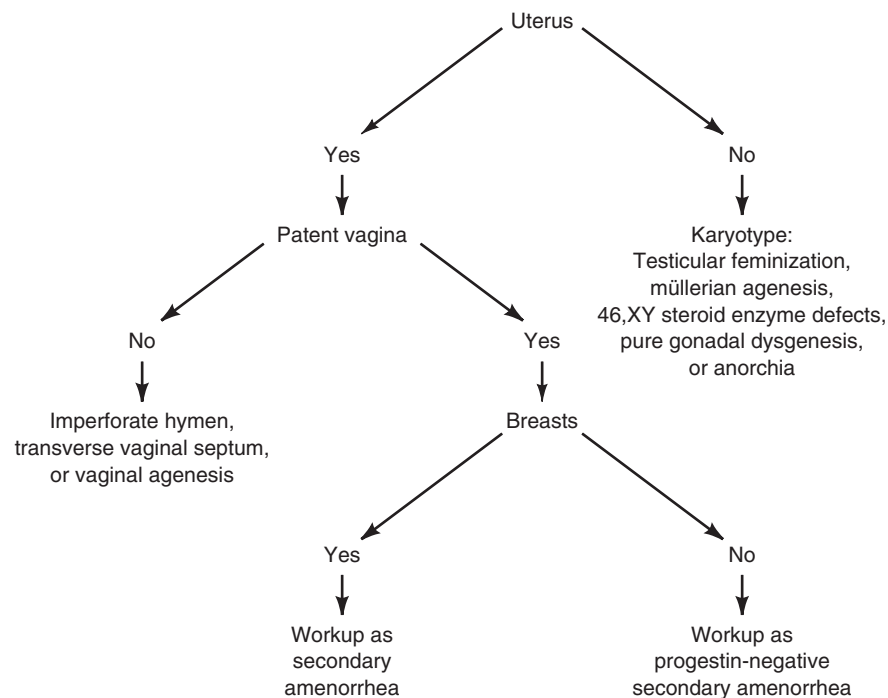 Uterus
Yes
No
Patent vagina
Karyotype:
Testicular feminization,
müllerian agenesis,
46,XY steroid enzyme defects,
pure gonadal dysgenesis,
or anorchia
No
Yes
Imperforate hymen,
transverse vaginal septum,
or vaginal agenesis
Breasts
Yes
No
Workup as
secondary
amenorrhea
Workup as
progestin-negative
secondary amenorrhea